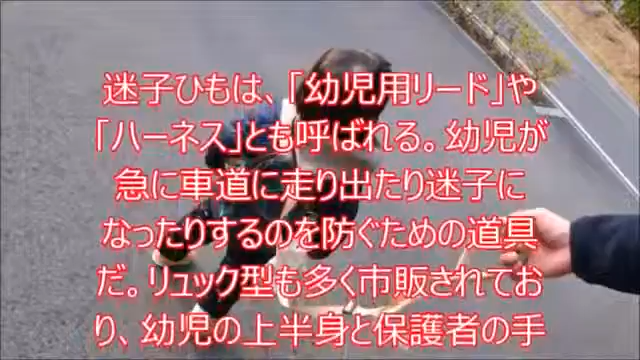 迷子ひもは、「幼児用リード」や
「ハーネス」とも呼ばれる。幼児が
急に車道に走り出たり迷子に
なったりするのを防ぐための道具
だ。リュック型も多く市販されてお
り、幼児の上半身と保護者の手